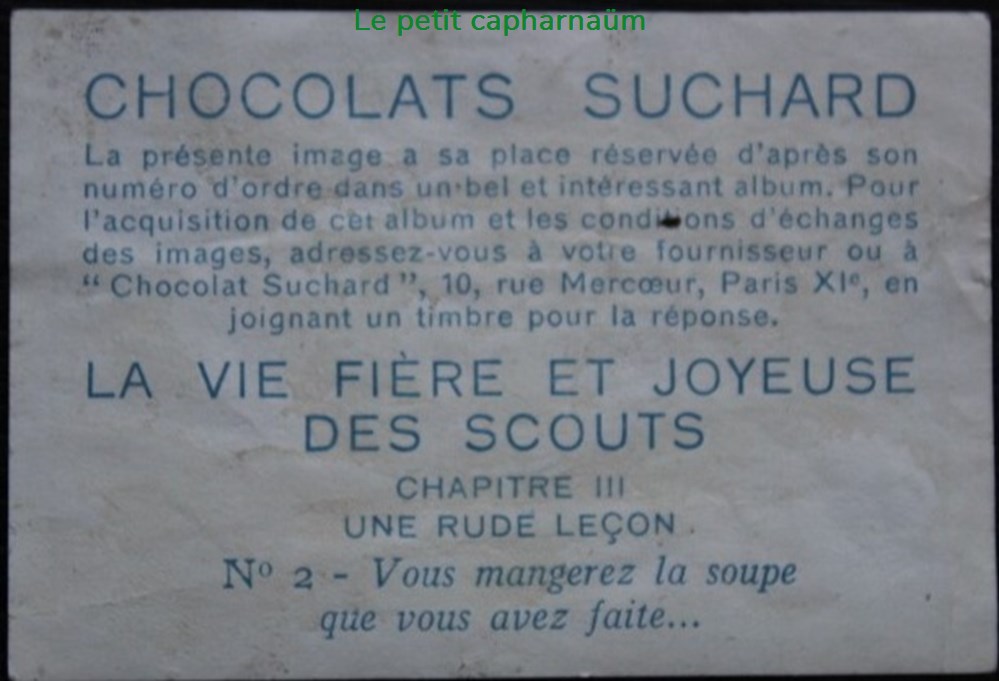 Le petit capharnaüm
CHOCOLATS SUCHARD
La présente image a sa place réservée d'après son
numéro d'ordre dans un bel et intéressant album. Pour
l'acquisition de cet album et les conditions d'échanges
des images, adressez-vous à votre fournisseur ou à
“ Chocolat Suchard ”, 10, rue Mercœur, Paris XIᵉ, en
joignant un timbre pour la réponse.
LA VIE FIÈRE ET JOYEUSE
DES SCOUTS
CHAPITRE III
UNE RUDE LEÇON
Nº 2 - Vous mangerez la soupe
que vous avez faite...